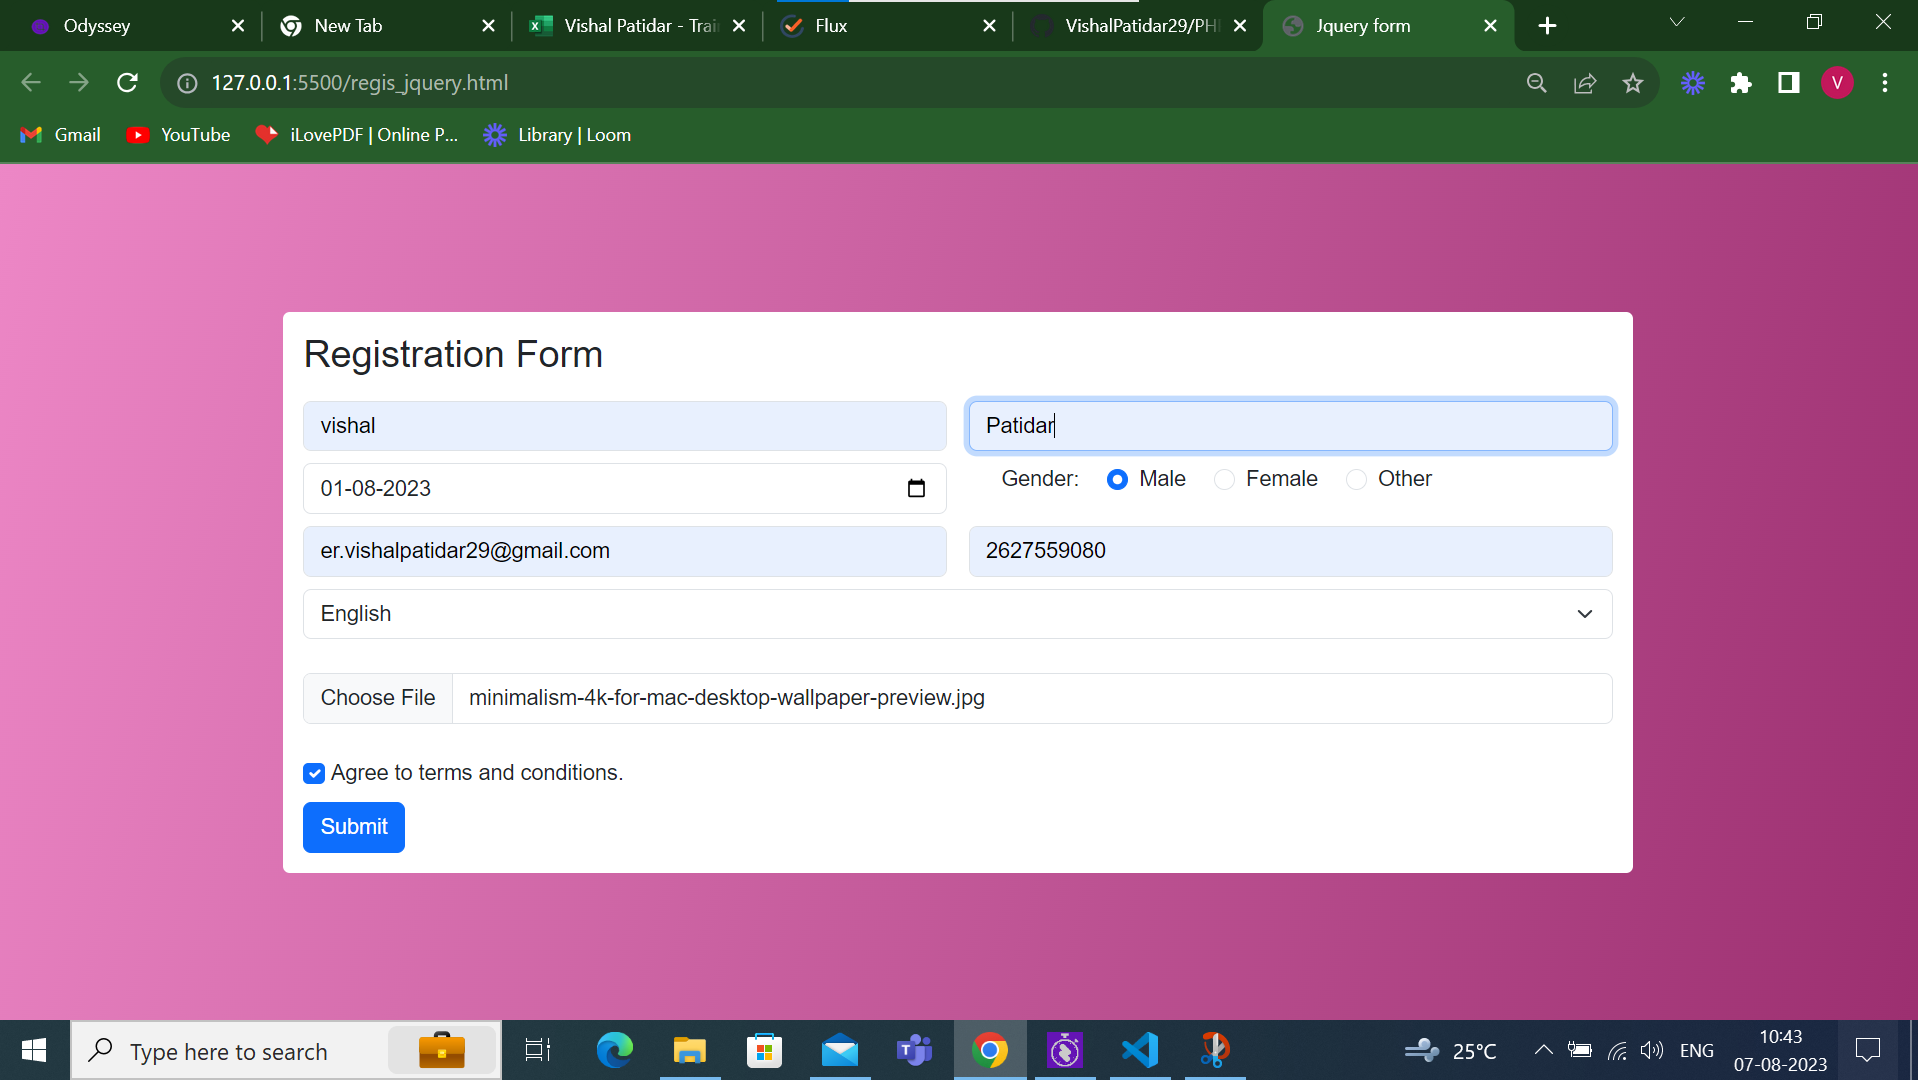 Odyssey
New Tab
Vishal Patidar - Trai
Flux
VishalPatidar29/PH
Jquery form
127.0.0.1:5500/regis_jquery.html
V
Gmail
YouTube
iLovePDF | Online P...
Library | Loom
Registration Form
vishal
Patidar
01-08-2023
Gender:
Male
Female
Other
er.vishalpatidar29@gmail.com
2627559080
English
Choose File
minimalism-4k-for-mac-desktop-wallpaper-preview.jpg
Agree to terms and conditions.
Submit
Type here to search
25°C
ENG
10:43
07-08-2023